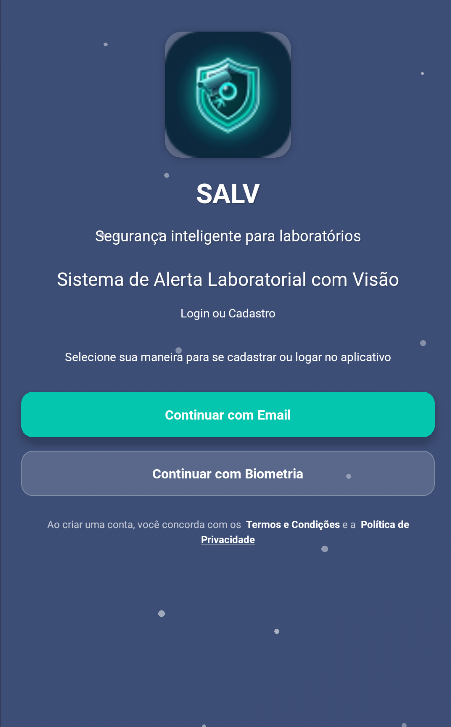 SALV
Segurança inteligente para laboratórios
Sistema de Alerta Laboratorial com Visão
Login ou Cadastro
Selecione sua maneira para se cadastrar ou logar no aplicativo
Continuar com Email
Continuar com Biometria
Ao criar uma conta, você concorda com os Termos e Condições e a Política de
Privacidade